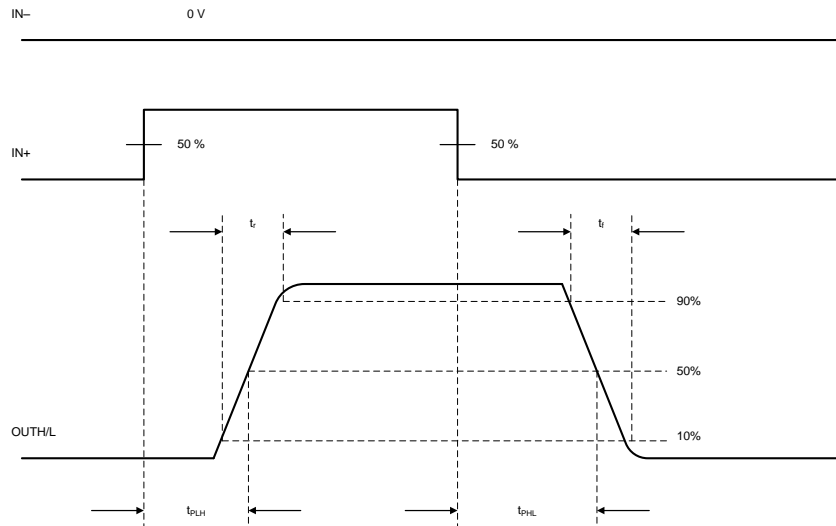 IN– 0 V
IN+ 50 % 50 %
tr tf
90%
50%
OUTH/L 10%
tPLH tPHL